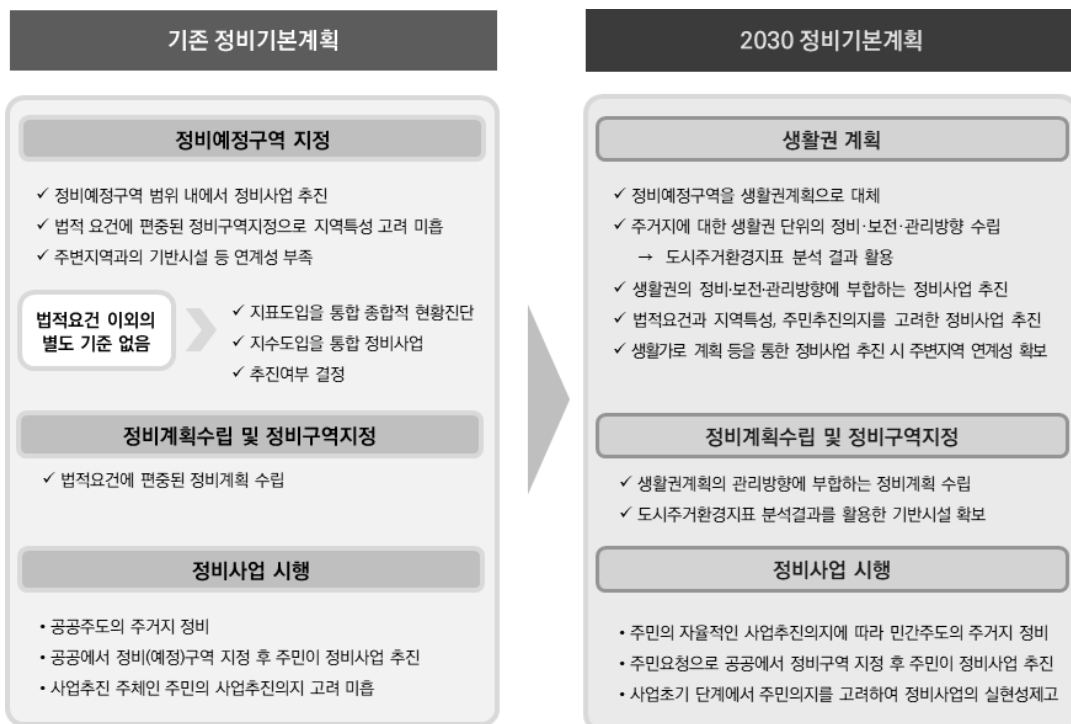 기존 정비기본계획
정비예정구역 지정
✓ 정비예정구역 범위 내에서 정비사업 추진
✓ 법적 요건에 편중된 정비구역지정으로 지역특성 고려 미흡
✓ 주변지역과의 기반시설 등 연계성 부족
법적요건 이외의
별도 기준 없음
✓ 지표도입을 통합 종합적 현황진단
✓ 지수도입을 통합 정비사업
✓ 추진여부 결정
정비계획수립 및 정비구역지정
✓ 법적요건에 편중된 정비계획 수립
정비사업 시행
• 공공주도의 주거지 정비
• 공공에서 정비(예정)구역 지정 후 주민이 정비사업 추진
• 사업추진 주체인 주민의 사업추진의지 고려 미흡
2030 정비기본계획
생활권 계획
✓ 정비예정구역을 생활권계획으로 대체
✓ 주거지에 대한 생활권 단위의 정비·보전·관리방향 수립
→ 도시주거환경지표 분석 결과 활용
✓ 생활권의 정비·보전·관리방향에 부합하는 정비사업 추진
✓ 법적요건과 지역특성, 주민추진의지를 고려한 정비사업 추진
✓ 생활가로 계획 등을 통한 정비사업 추진 시 주변지역 연계성 확보
정비계획수립 및 정비구역지정
✓ 생활권계획의 관리방향에 부합하는 정비계획 수립
✓ 도시주거환경지표 분석결과를 활용한 기반시설 확보
정비사업 시행
• 주민의 자율적인 사업추진의지에 따라 민간주도의 주거지 정비
• 주민요청으로 공공에서 정비구역 지정 후 주민이 정비사업 추진
• 사업초기 단계에서 주민의지를 고려하여 정비사업의 실현성제고